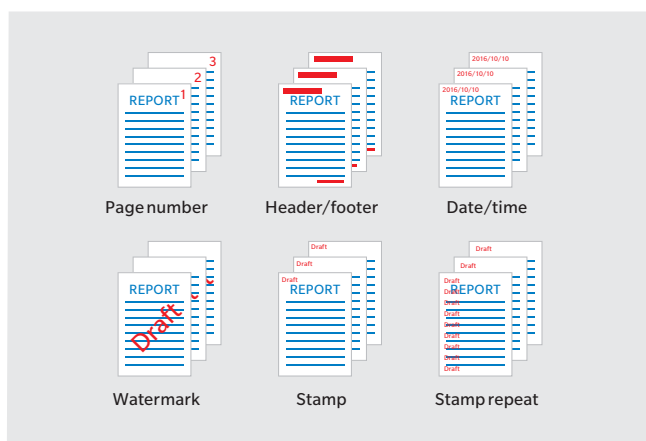 3
2
1
REPORT
Page number
REPORT
Header/footer
2016/10/10
2016/10/10
2016/10/10
REPORT
Date/time
REPORT
Draft
Watermark
Draft
Draft
Draft
REPORT
Stamp
Draft
Draft
Draft
REPORT
Draft
Draft
Draft
Draft
Draft
Draft
Draft
Draft
Stamp repeat